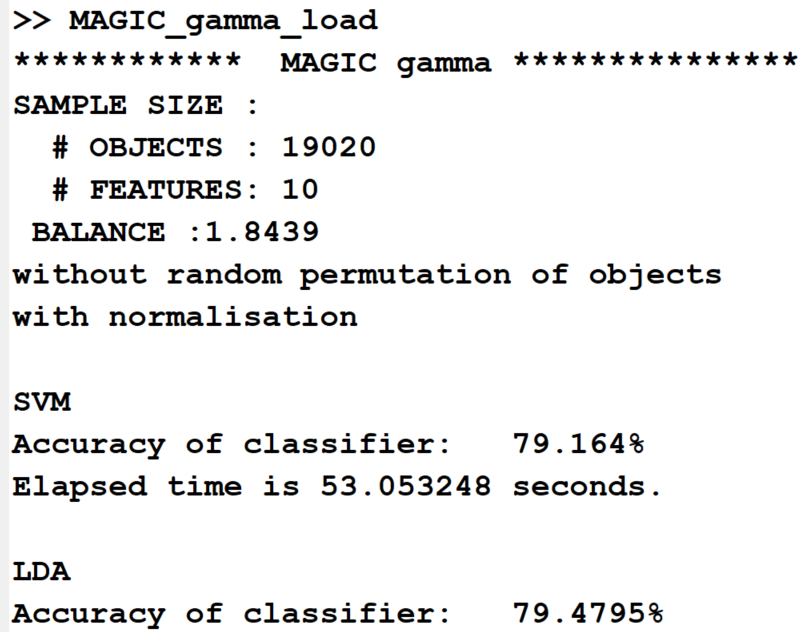 >> MAGIC_gamma_load
************  MAGIC gamma ***************
SAMPLE SIZE :
  # OBJECTS : 19020
  # FEATURES: 10
 BALANCE :1.8439
without random permutation of objects
with normalisation
SVM
Accuracy of classifier:   79.164%
Elapsed time is 53.053248 seconds.
LDA
Accuracy of classifier:   79.4795%